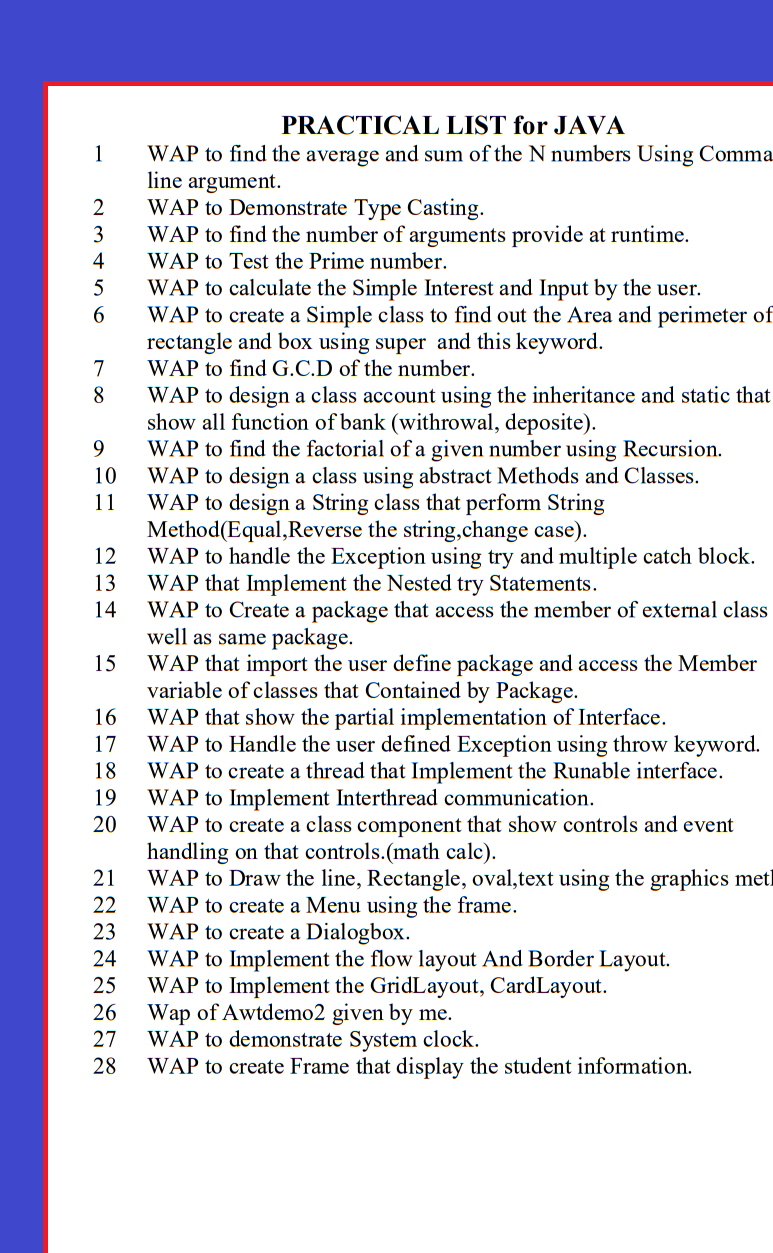 PRACTICAL LIST for JAVA
1 WAP to find the average and sum of the N numbers Using Comma
line argument.
2 WAP to Demonstrate Type Casting.
3 WAP to find the number of arguments provide at runtime.
4 WAP to Test the Prime number.
5 WAP to calculate the Simple Interest and Input by the user.
6 WAP to create a Simple class to find out the Area and perimeter of
rectangle and box using super and this keyword.
7 WAP to find G.C.D of the number.
8 WAP to design a class account using the inheritance and static that
show all function of bank (withrowal, deposite).
9 WAP to find the factorial of a given number using Recursion.
10 WAP to design a class using abstract Methods and Classes.
11 WAP to design a String class that perform String
Method(Equal,Reverse the string,change case).
12 WAP to handle the Exception using try and multiple catch block.
13 WAP that Implement the Nested try Statements.
14 WAP to Create a package that access the member of external class
well as same package.
15 WAP that import the user define package and access the Member
variable of classes that Contained by Package.
16 WAP that show the partial implementation of Interface.
17 WAP to Handle the user defined Exception using throw keyword.
18 WAP to create a thread that Implement the Runable interface.
19 WAP to Implement Interthread communication.
20 WAP to create a class component that show controls and event
handling on that controls.(math calc).
21 WAP to Draw the line, Rectangle, oval,text using the graphics met
22 WAP to create a Menu using the frame.
23 WAP to create a Dialogbox.
24 WAP to Implement the flow layout And Border Layout.
25 WAP to Implement the GridLayout, CardLayout.
26 Wap of Awtdemo2 given by me.
27 WAP to demonstrate System clock.
28 WAP to create Frame that display the student information.